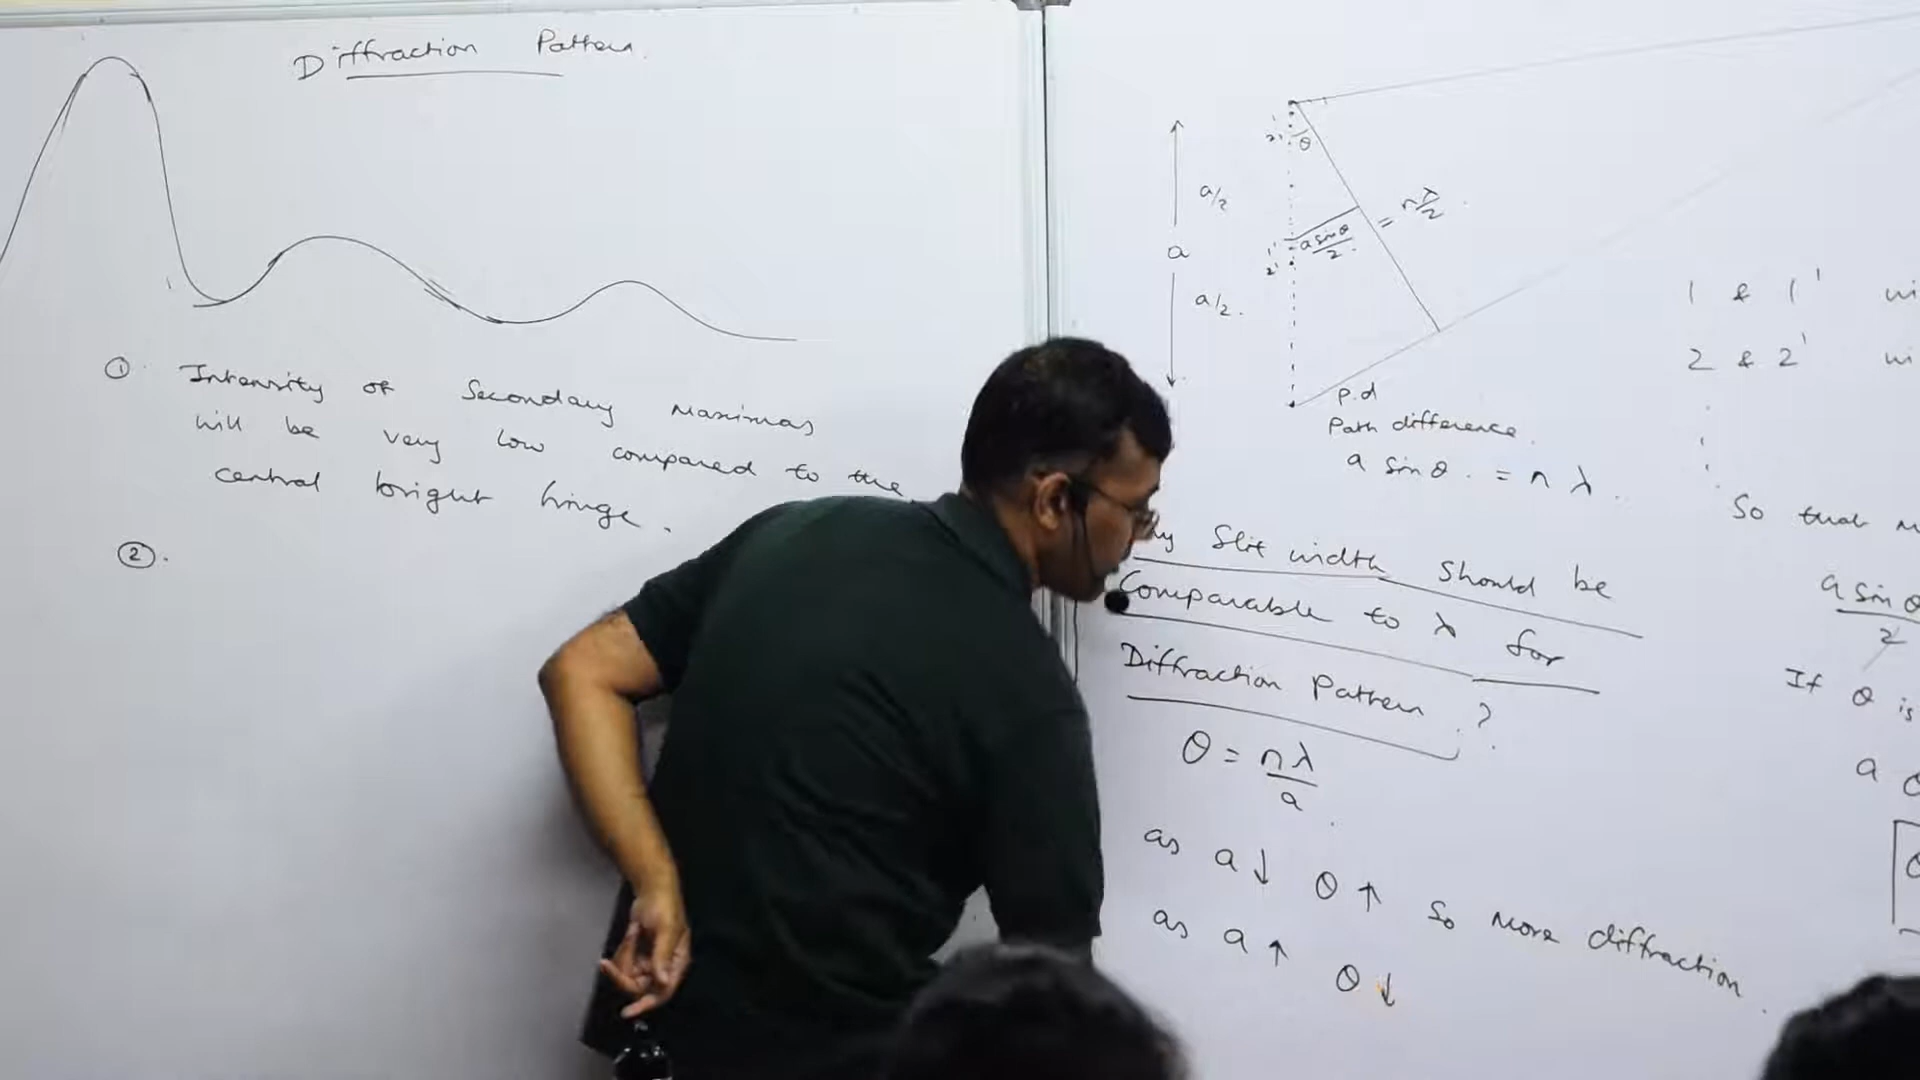 Diffraction Pattern.
① Intensity of Secondary Maximas
will be very low compared to the
central bright fringe.
②.
θ
a/2
a
a/2.
a sinθ/2 = nλ/2
p.d
Path difference.
a sinθ. = nλ.
Slit width should be
Comparable to λ for
Diffraction Pattern ?
θ = nλ/a
as a↓ θ↑ So more diffraction.
as a↑ θ↓
1 & 1'
2 & 2'
So that
a sinθ
2
If θ is
a